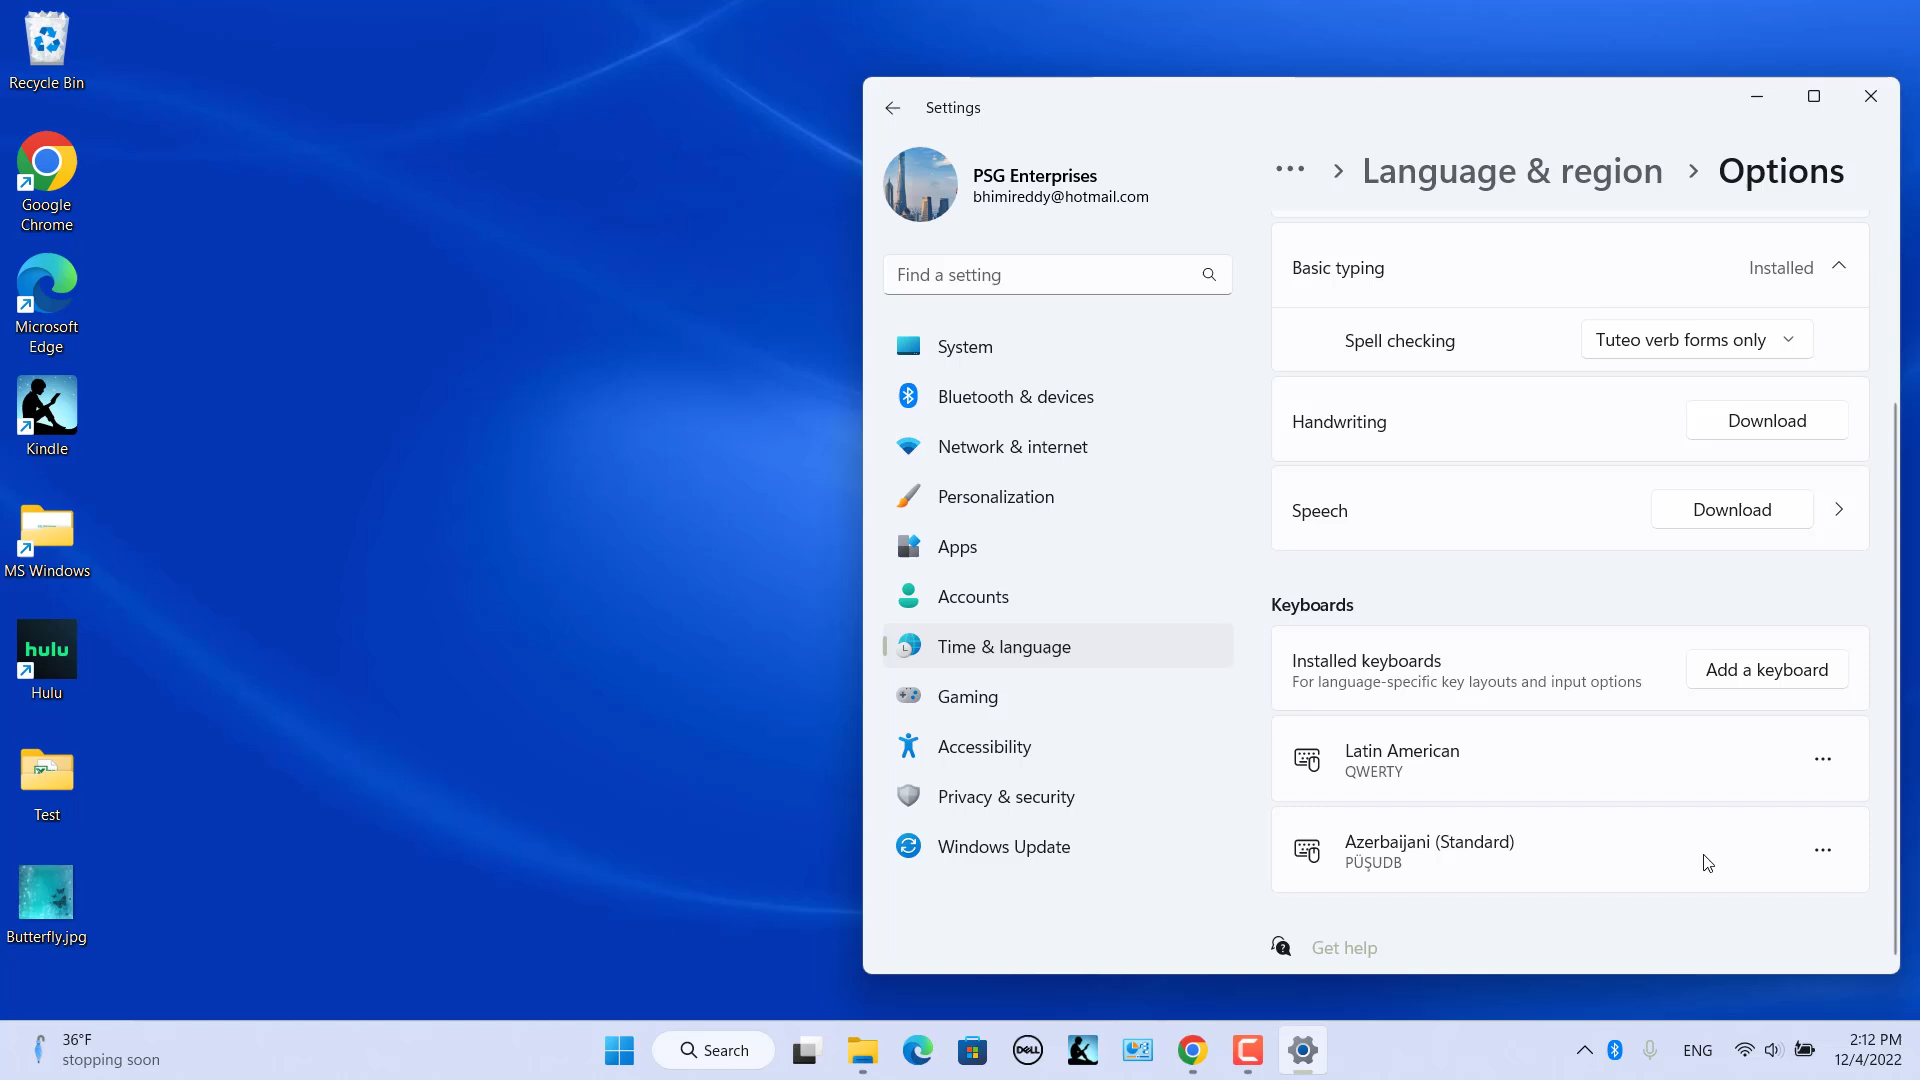 Recycle Bin
Google
Chrome
Microsoft
Edge
Kindle
MS Windows
hulu
Hulu
Test
Butterfly.jpg
Settings
PSG Enterprises
bhimireddy@hotmail.com
Find a setting
System
Bluetooth & devices
Network & internet
Personalization
Apps
Accounts
Time & language
Gaming
Accessibility
Privacy & security
Windows Update
··· > Language & region > Options
Basic typing Installed
Spell checking Tuteo verb forms only
Handwriting Download
Speech Download
Keyboards
Installed keyboards
For language-specific key layouts and input options
Add a keyboard
Latin American
QWERTY
Azerbaijani (Standard)
PÜŞUDB
Get help
36°F
stopping soon
Search
DELL
ENG
2:12 PM
12/4/2022